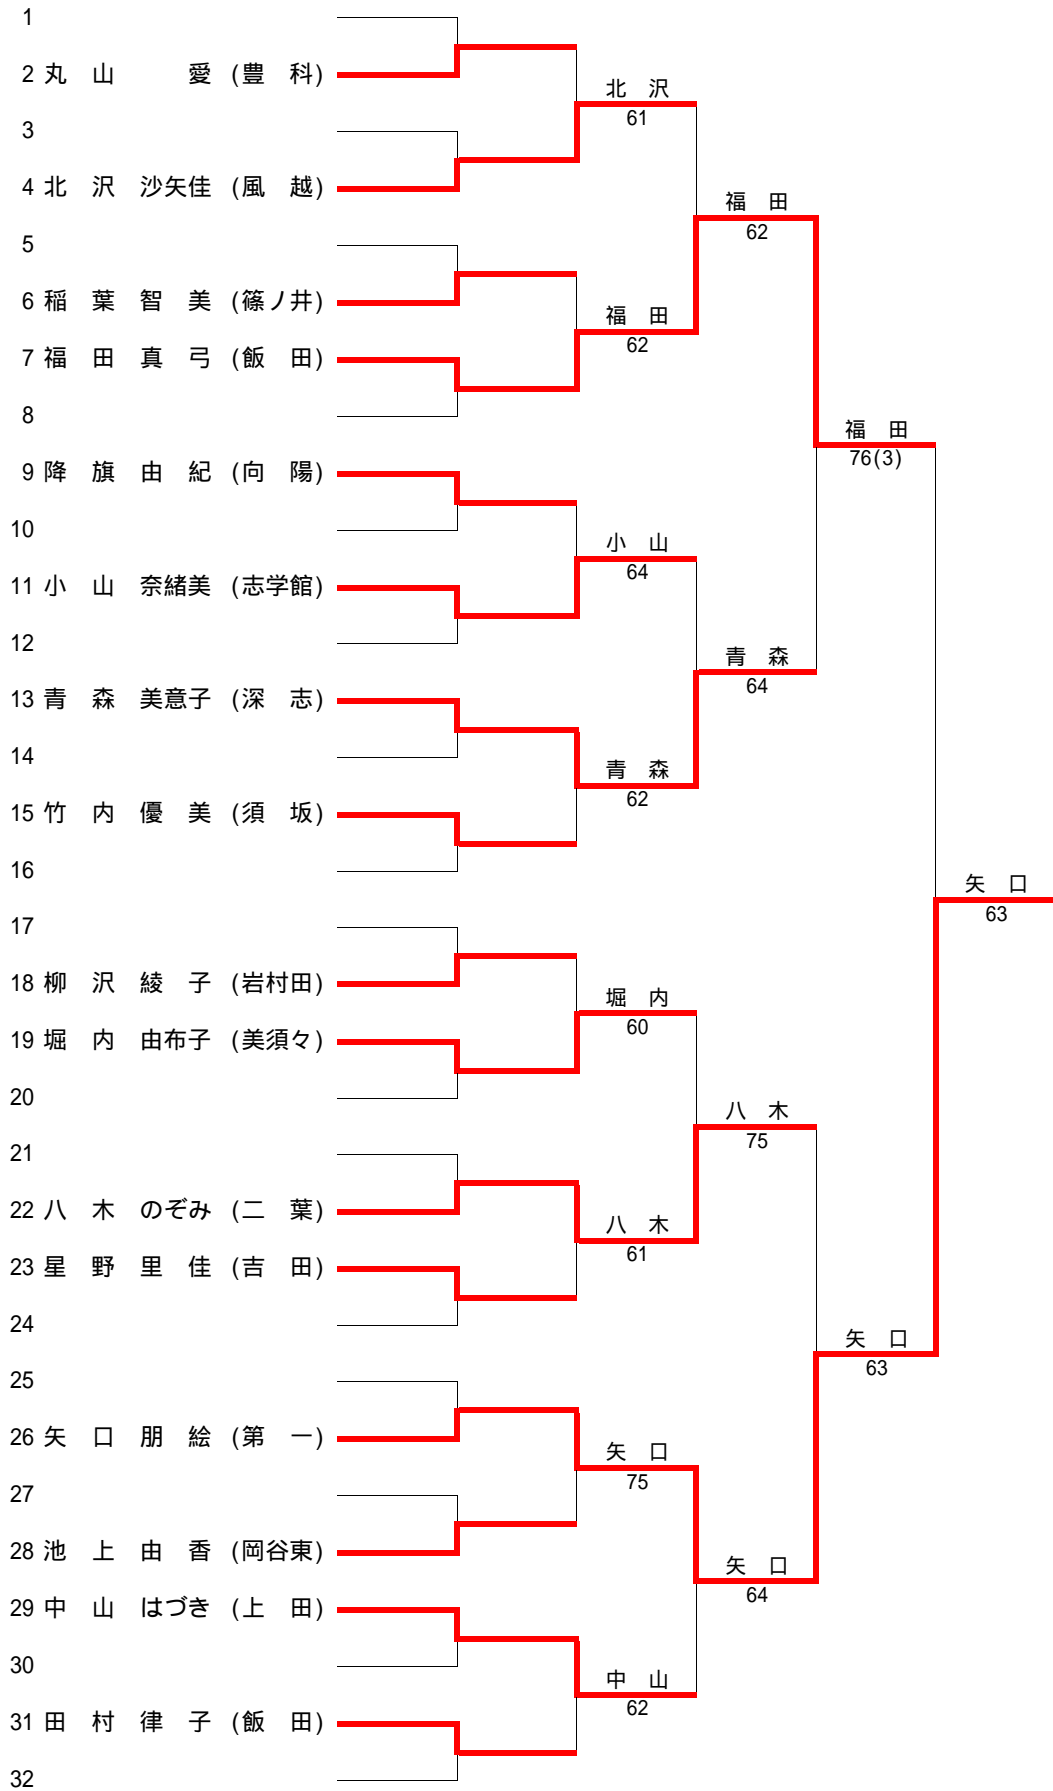 1
2 丸 山 愛 (豊 科)
北 沢
61
3
4 北 沢 沙矢佳 (風 越)
福 田
62
5
6 稲 葉 智 美 (篠ノ井)
福 田
62
7 福 田 真 弓 (飯 田)
8
福 田
76(3)
9 降 旗 由 紀 (向 陽)
10
小 山
64
11 小 山 奈緒美 (志学館)
12
青 森
64
13 青 森 美意子 (深 志)
14
青 森
62
15 竹 内 優 美 (須 坂)
16
矢 口
63
17
18 柳 沢 綾 子 (岩村田)
堀 内
60
19 堀 内 由布子 (美須々)
20
八 木
75
21
22 八 木 のぞみ (二 葉)
八 木
61
23 星 野 里 佳 (吉 田)
24
矢 口
63
25
26 矢 口 朋 絵 (第 一)
矢 口
75
27
28 池 上 由 香 (岡谷東)
矢 口
64
29 中 山 はづき (上 田)
30
中 山
62
31 田 村 律 子 (飯 田)
32